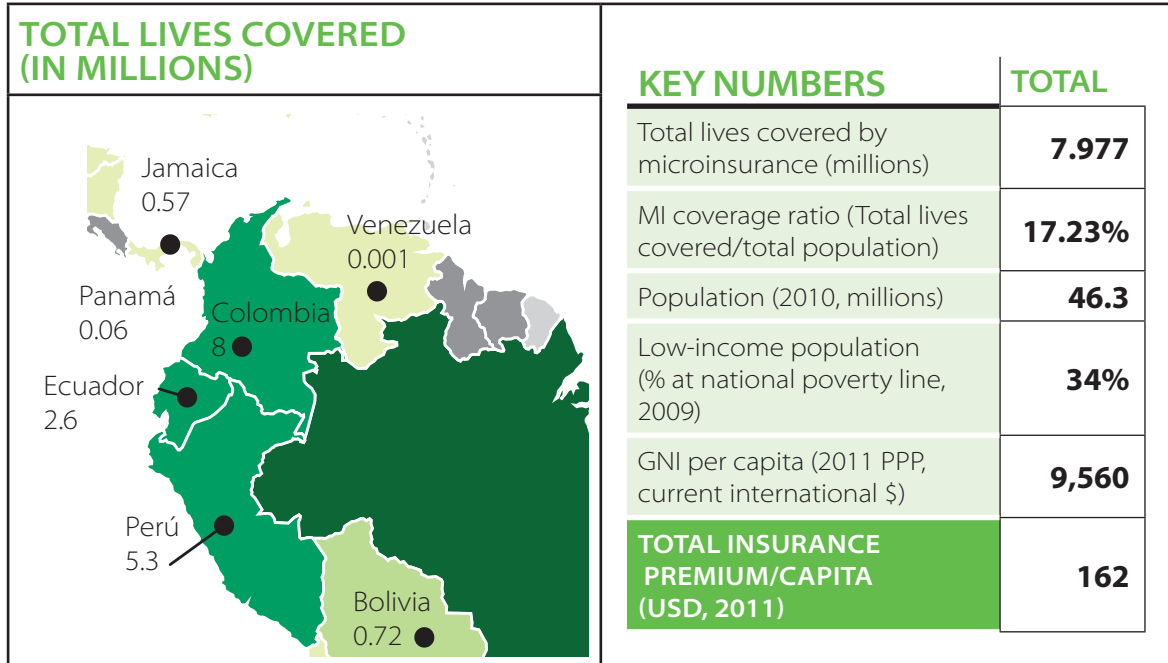 TOTAL LIVES COVERED
(IN MILLIONS)
Jamaica
0.57
Venezuela
0.001
Panamá
0.06
Colombia
8
Ecuador
2.6
Perú
5.3
Bolivia
0.72
KEY NUMBERS TOTAL
Total lives covered by
microinsurance (millions)
7.977
MI coverage ratio (Total lives
covered/total population)
17.23%
Population (2010, millions)
46.3
Low-income population
(% at national poverty line,
2009)
34%
GNI per capita (2011 PPP,
current international $)
9,560
TOTAL INSURANCE
PREMIUM/CAPITA
(USD, 2011)
162